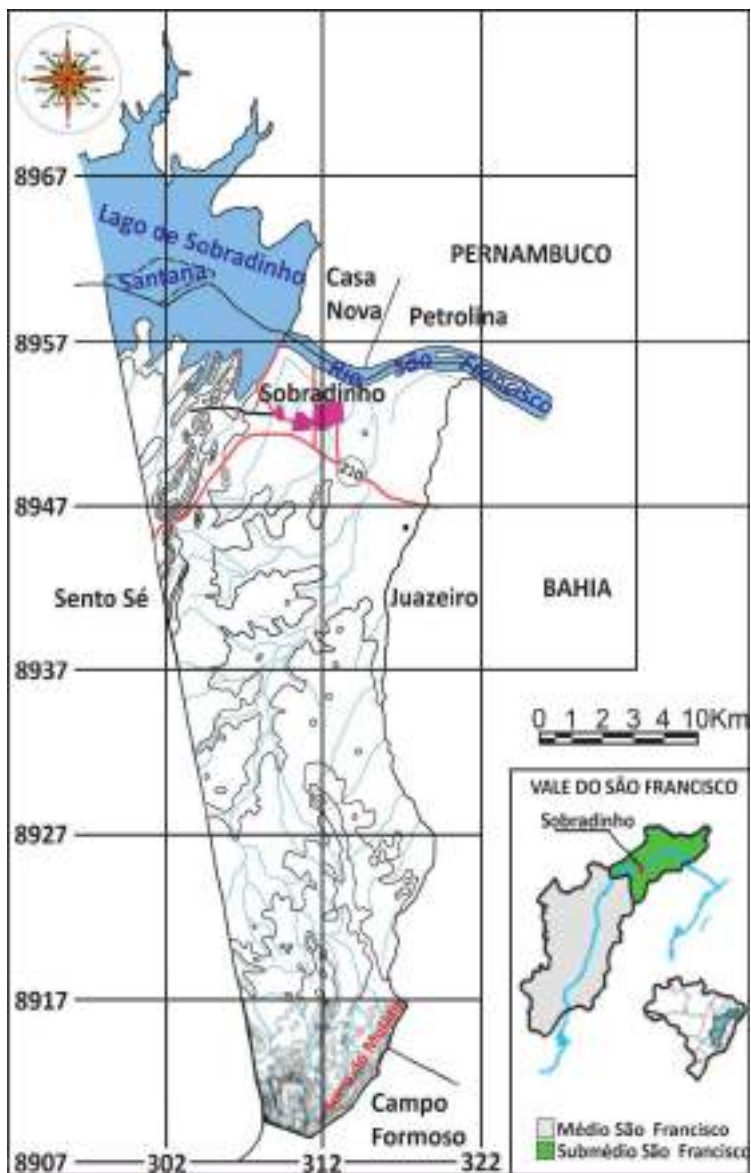 8967
Lago de Sobradinho
Santana
Casa
Nova
PERNAMBUCO
Petrolina
8957
Rio São Francisco
Sobradinho
210
8947
Sento Sé
Juazeiro
BAHIA
8937
0 1 2 3 4 10Km
VALE DO SÃO FRANCISCO
Sobradinho
8927
8917
Campo
Formoso
Médio São Francisco
Submédio São Francisco
8907
302
312
322